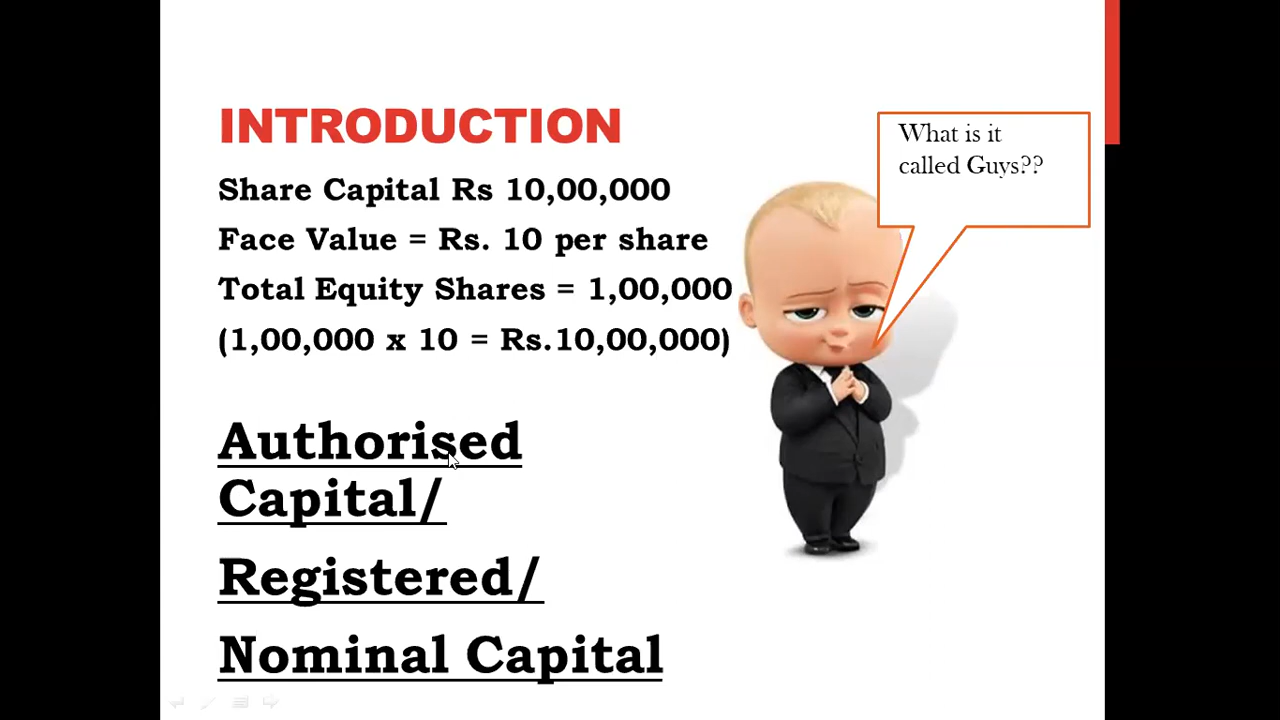 INTRODUCTION
What is it
called Guys??
Share Capital Rs 10,00,000
Face Value = Rs. 10 per share
Total Equity Shares = 1,00,000
(1,00,000 x 10 = Rs.10,00,000)
Authorised
Capital/
Registered/
Nominal Capital